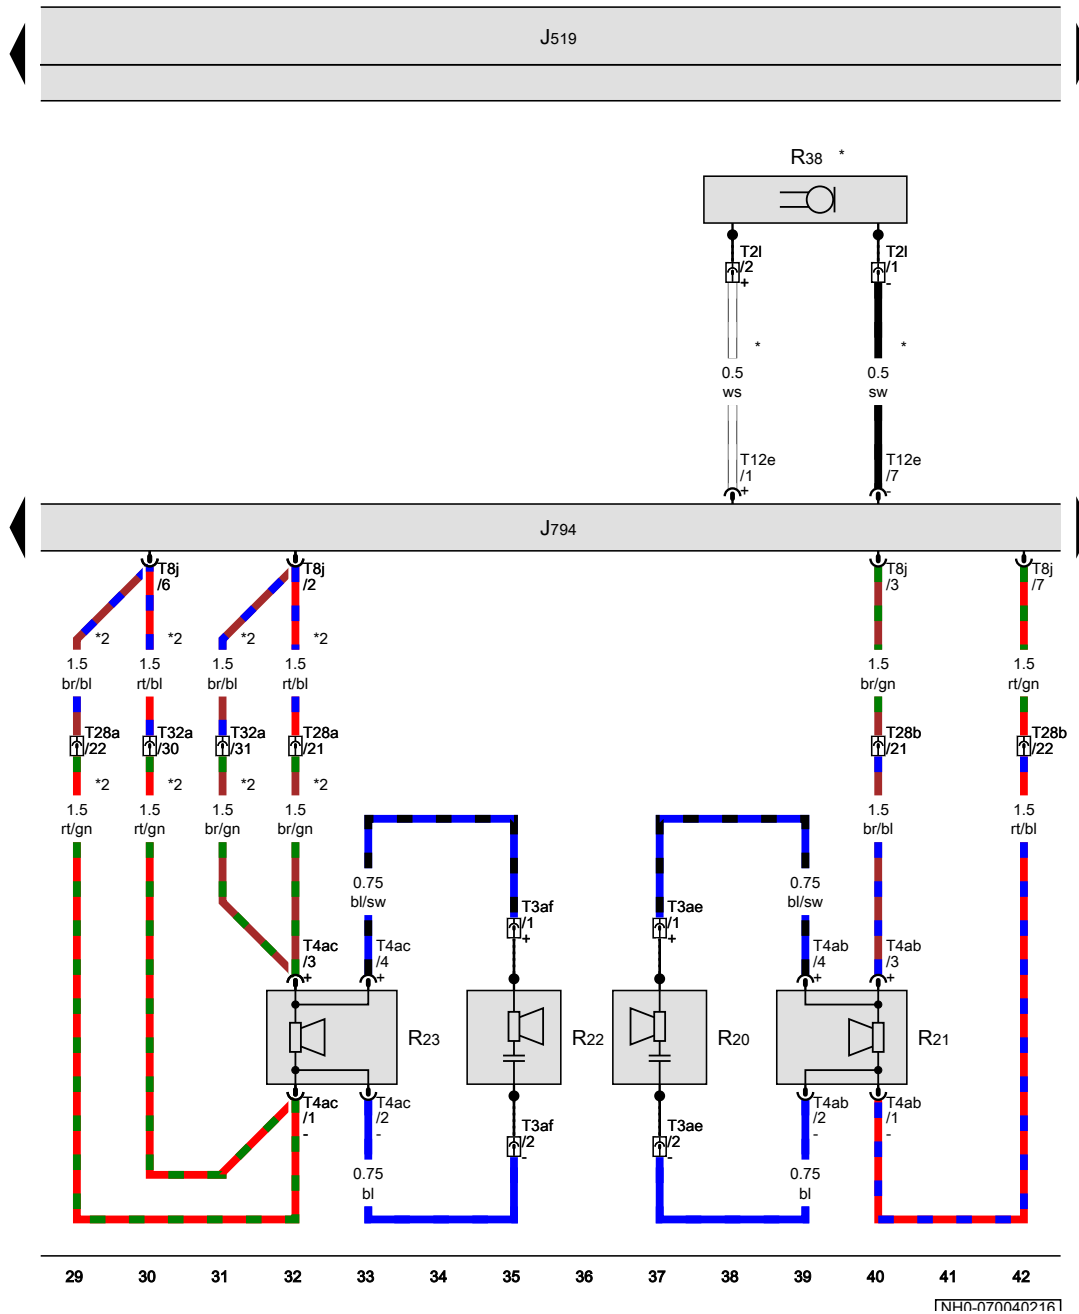 J519
R38 *
T2l T2l
/2 /1
+ -
* *
0.5 0.5
ws sw
T12e T12e
/1 /7
+ -
J794
T8j T8j T8j T8j
/6 /2 /3 /7
*2 *2 *2 *2
1.5 1.5 1.5 1.5 1.5 1.5
br/bl rt/bl br/bl rt/bl br/gn rt/gn
T28a T32a T32a T28a T28b T28b
/22 /30 /31 /21 /21 /22
*2 *2 *2 *2
1.5 1.5 1.5 1.5 1.5 1.5
rt/gn rt/gn br/gn br/gn br/bl rt/bl
0.75 0.75
bl/sw bl/sw
T3af T3ae
/1 /1
+ +
T4ac T4ac T4ab T4ab
/3 /4 /4 /3
+ + + +
R23 R22 R20 R21
T4ac T4ac T4ab T4ab
/1 /2 /2 /1
- - - -
T3af T3ae
/2 /2
- -
0.75 0.75
bl bl
29 30 31 32 33 34 35 36 37 38 39 40 41 42
NH0-070040216